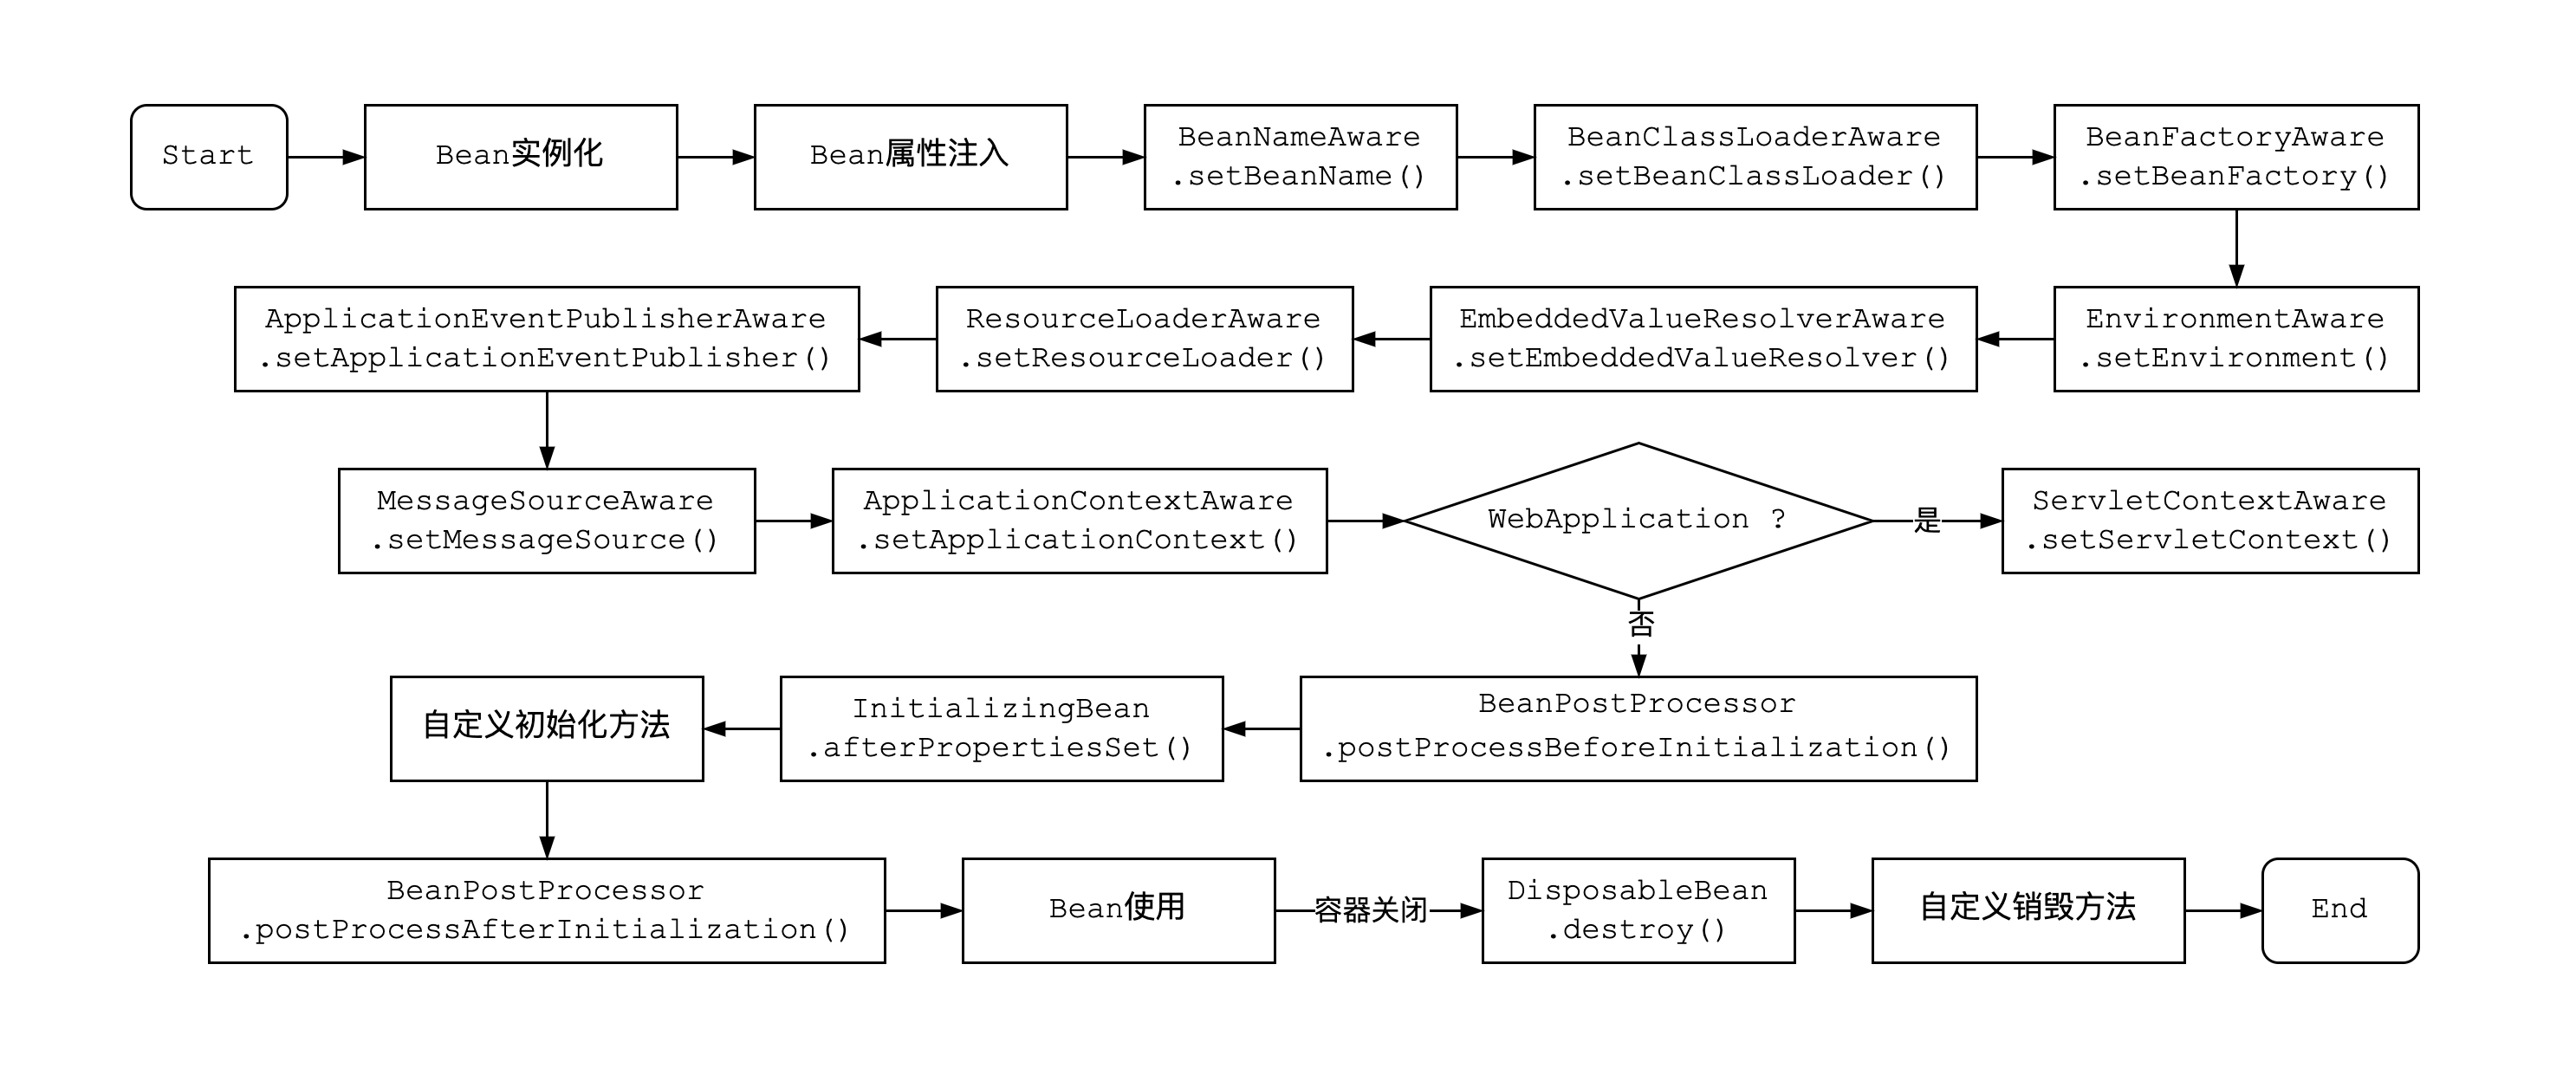 Start
Bean实例化
Bean属性注入
BeanNameAware
.setBeanName()
BeanClassLoaderAware
.setBeanClassLoader()
BeanFactoryAware
.setBeanFactory()
EnvironmentAware
.setEnvironment()
EmbeddedValueResolverAware
.setEmbeddedValueResolver()
ResourceLoaderAware
.setResourceLoader()
ApplicationEventPublisherAware
.setApplicationEventPublisher()
MessageSourceAware
.setMessageSource()
ApplicationContextAware
.setApplicationContext()
WebApplication ?
是
ServletContextAware
.setServletContext()
否
BeanPostProcessor
.postProcessBeforeInitialization()
InitializingBean
.afterPropertiesSet()
自定义初始化方法
BeanPostProcessor
.postProcessAfterInitialization()
Bean使用
容器关闭
DisposableBean
.destroy()
自定义销毁方法
End